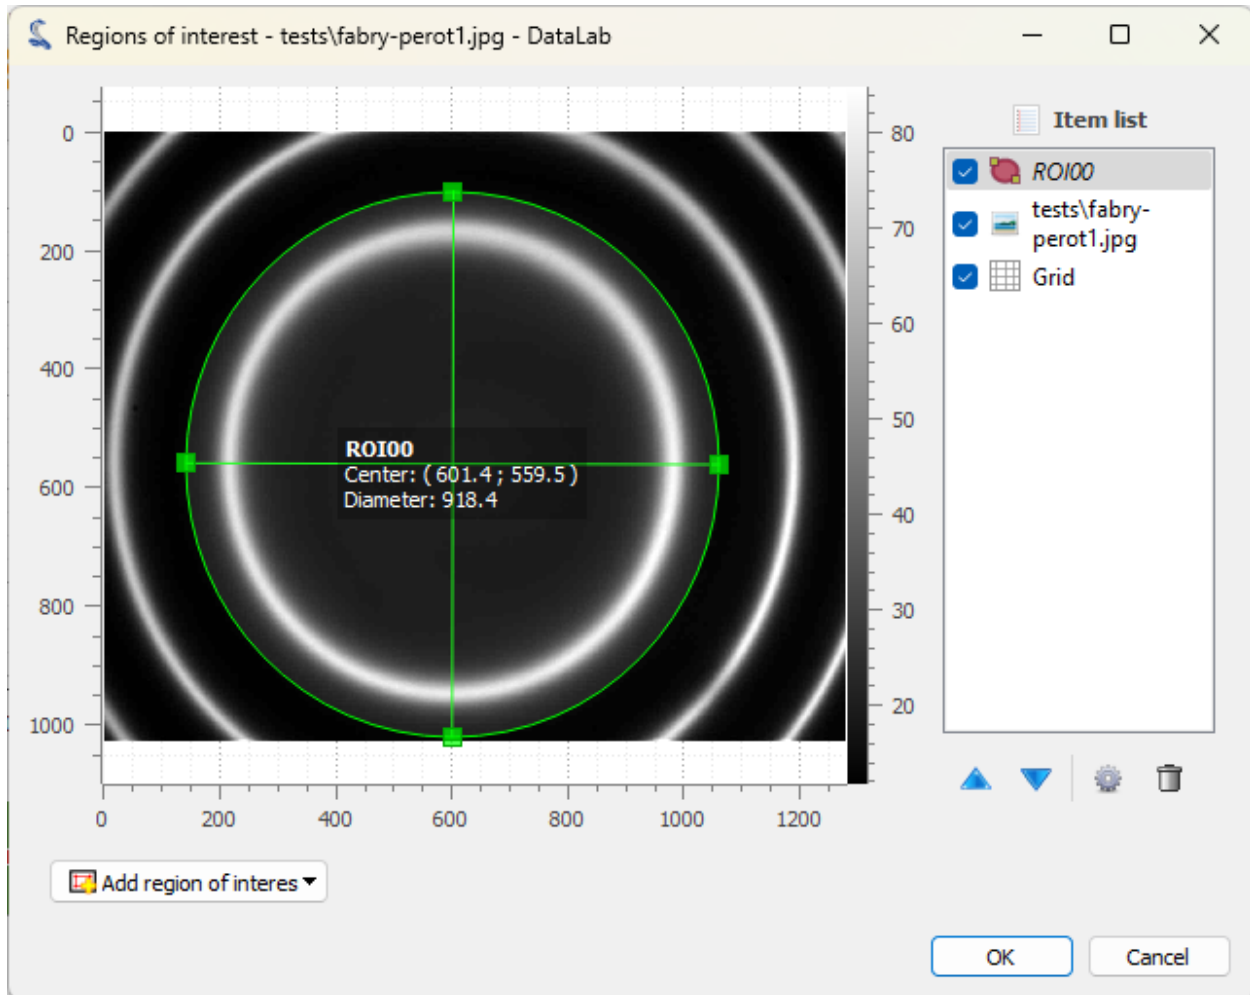 Regions of interest - tests\fabry-perot1.jpg - DataLab
Item list
ROI00
tests\fabry-
perot1.jpg
Grid
0
200
400
600
800
1000
0
200
400
600
800
1000
1200
80
70
60
50
40
30
20
ROI00
Center: ( 601.4 ; 559.5 )
Diameter: 918.4
Add region of interes
OK
Cancel